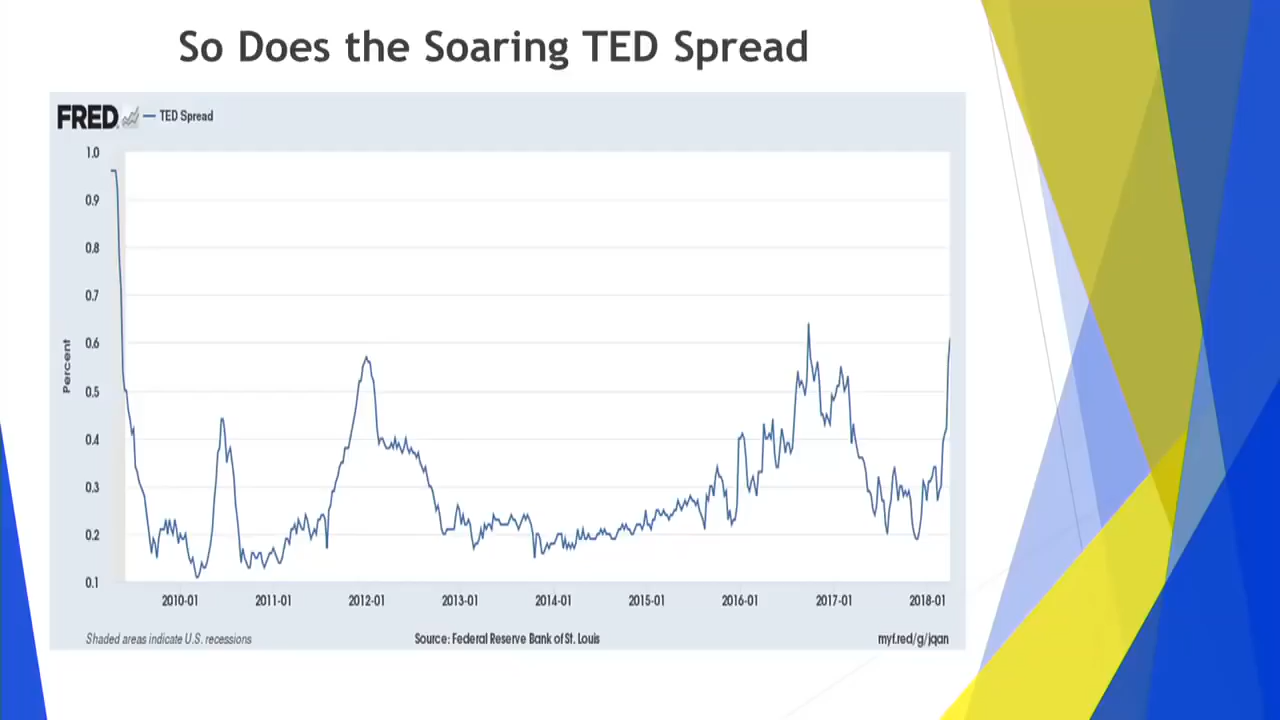 So Does the Soaring TED Spread
FRED TED Spread
1.0
0.9
0.8
0.7
0.6
0.5
0.4
0.3
0.2
0.1
Percent
2010-01 2011-01 2012-01 2013-01 2014-01 2015-01 2016-01 2017-01 2018-01
Shaded areas indicate U.S. recessions Source: Federal Reserve Bank of St. Louis myf.red/g/jqan